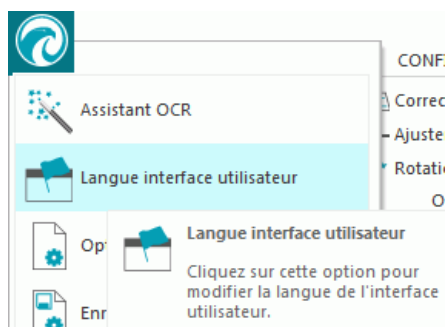 CONF
Assistant OCR
Correc
Ajuste
Langue interface utilisateur
Rotati
O
Op
Langue interface utilisateur
Cliquez sur cette option pour
modifier la langue de l'interface
utilisateur.
Enr